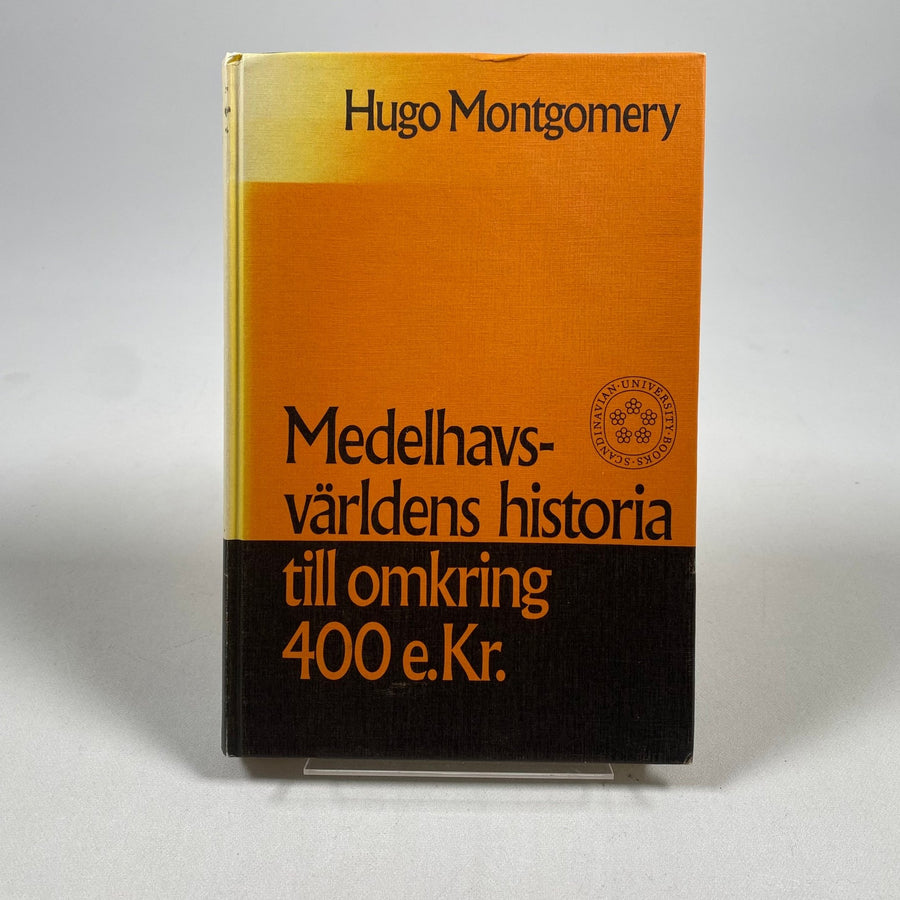 Hugo Montgomery
Medelhavs-
världens historia
till omkring
400 e.Kr.
SCANDINAVIAN · UNIVERSITY · BOOKS ·